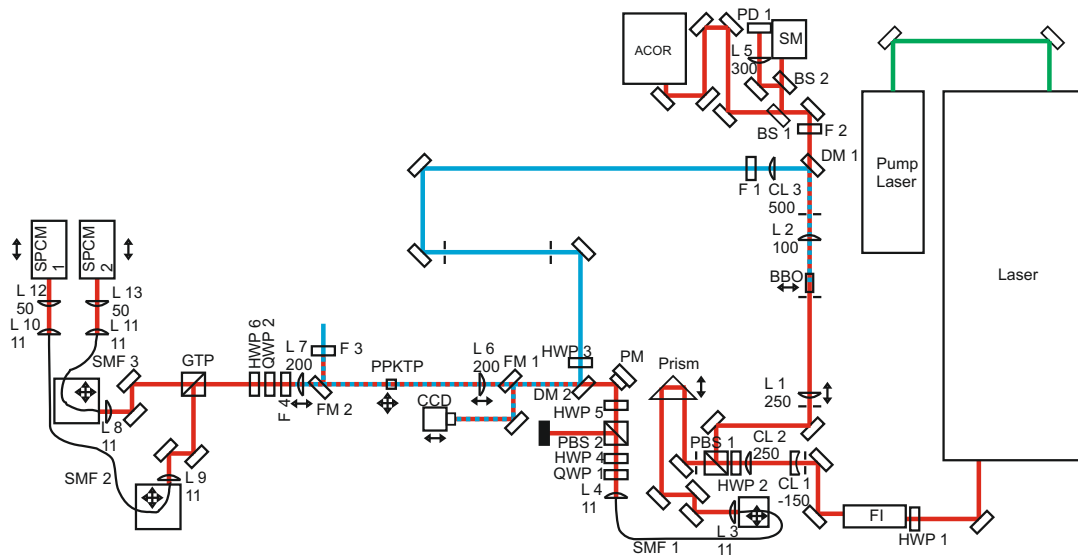 PD 1
SM
ACOR
L 5
300
BS 2
BS 1
F 2
DM 1
Pump
Laser
Laser
F 1
CL 3
500
L 2
100
BBO
SPCM
1
SPCM
2
L 12
50
L 13
50
L 10
11
L 11
11
SMF 3
GTP
HWP 6
QWP 2
F 4
L 7
200
F 3
FM 2
PPKTP
L 6
200
FM 1
CCD
HWP 3
DM 2
PM
HWP 5
PBS 2
HWP 4
QWP 1
L 4
11
Prism
L 1
250
PBS 1
CL 2
250
HWP 2
CL 1
-150
L 8
11
SMF 2
L 9
11
L 3
11
SMF 1
FI
HWP 1